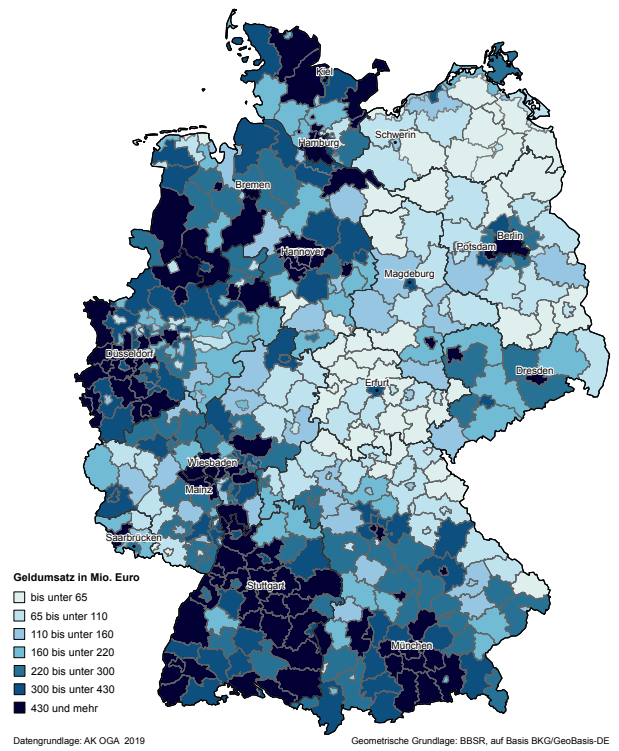 Kiel
Schwerin
Hamburg
Bremen
Berlin
Potsdam
Hannover
Magdeburg
Düsseldorf
Dresden
Erfurt
Wiesbaden
Mainz
Saarbrücken
Stuttgart
München
Geldumsatz in Mio. Euro
bis unter 65
65 bis unter 110
110 bis unter 160
160 bis unter 220
220 bis unter 300
300 bis unter 430
430 und mehr
Datengrundlage: AK OGA 2019
Geometrische Grundlage: BBSR, auf Basis BKG/GeoBasis-DE